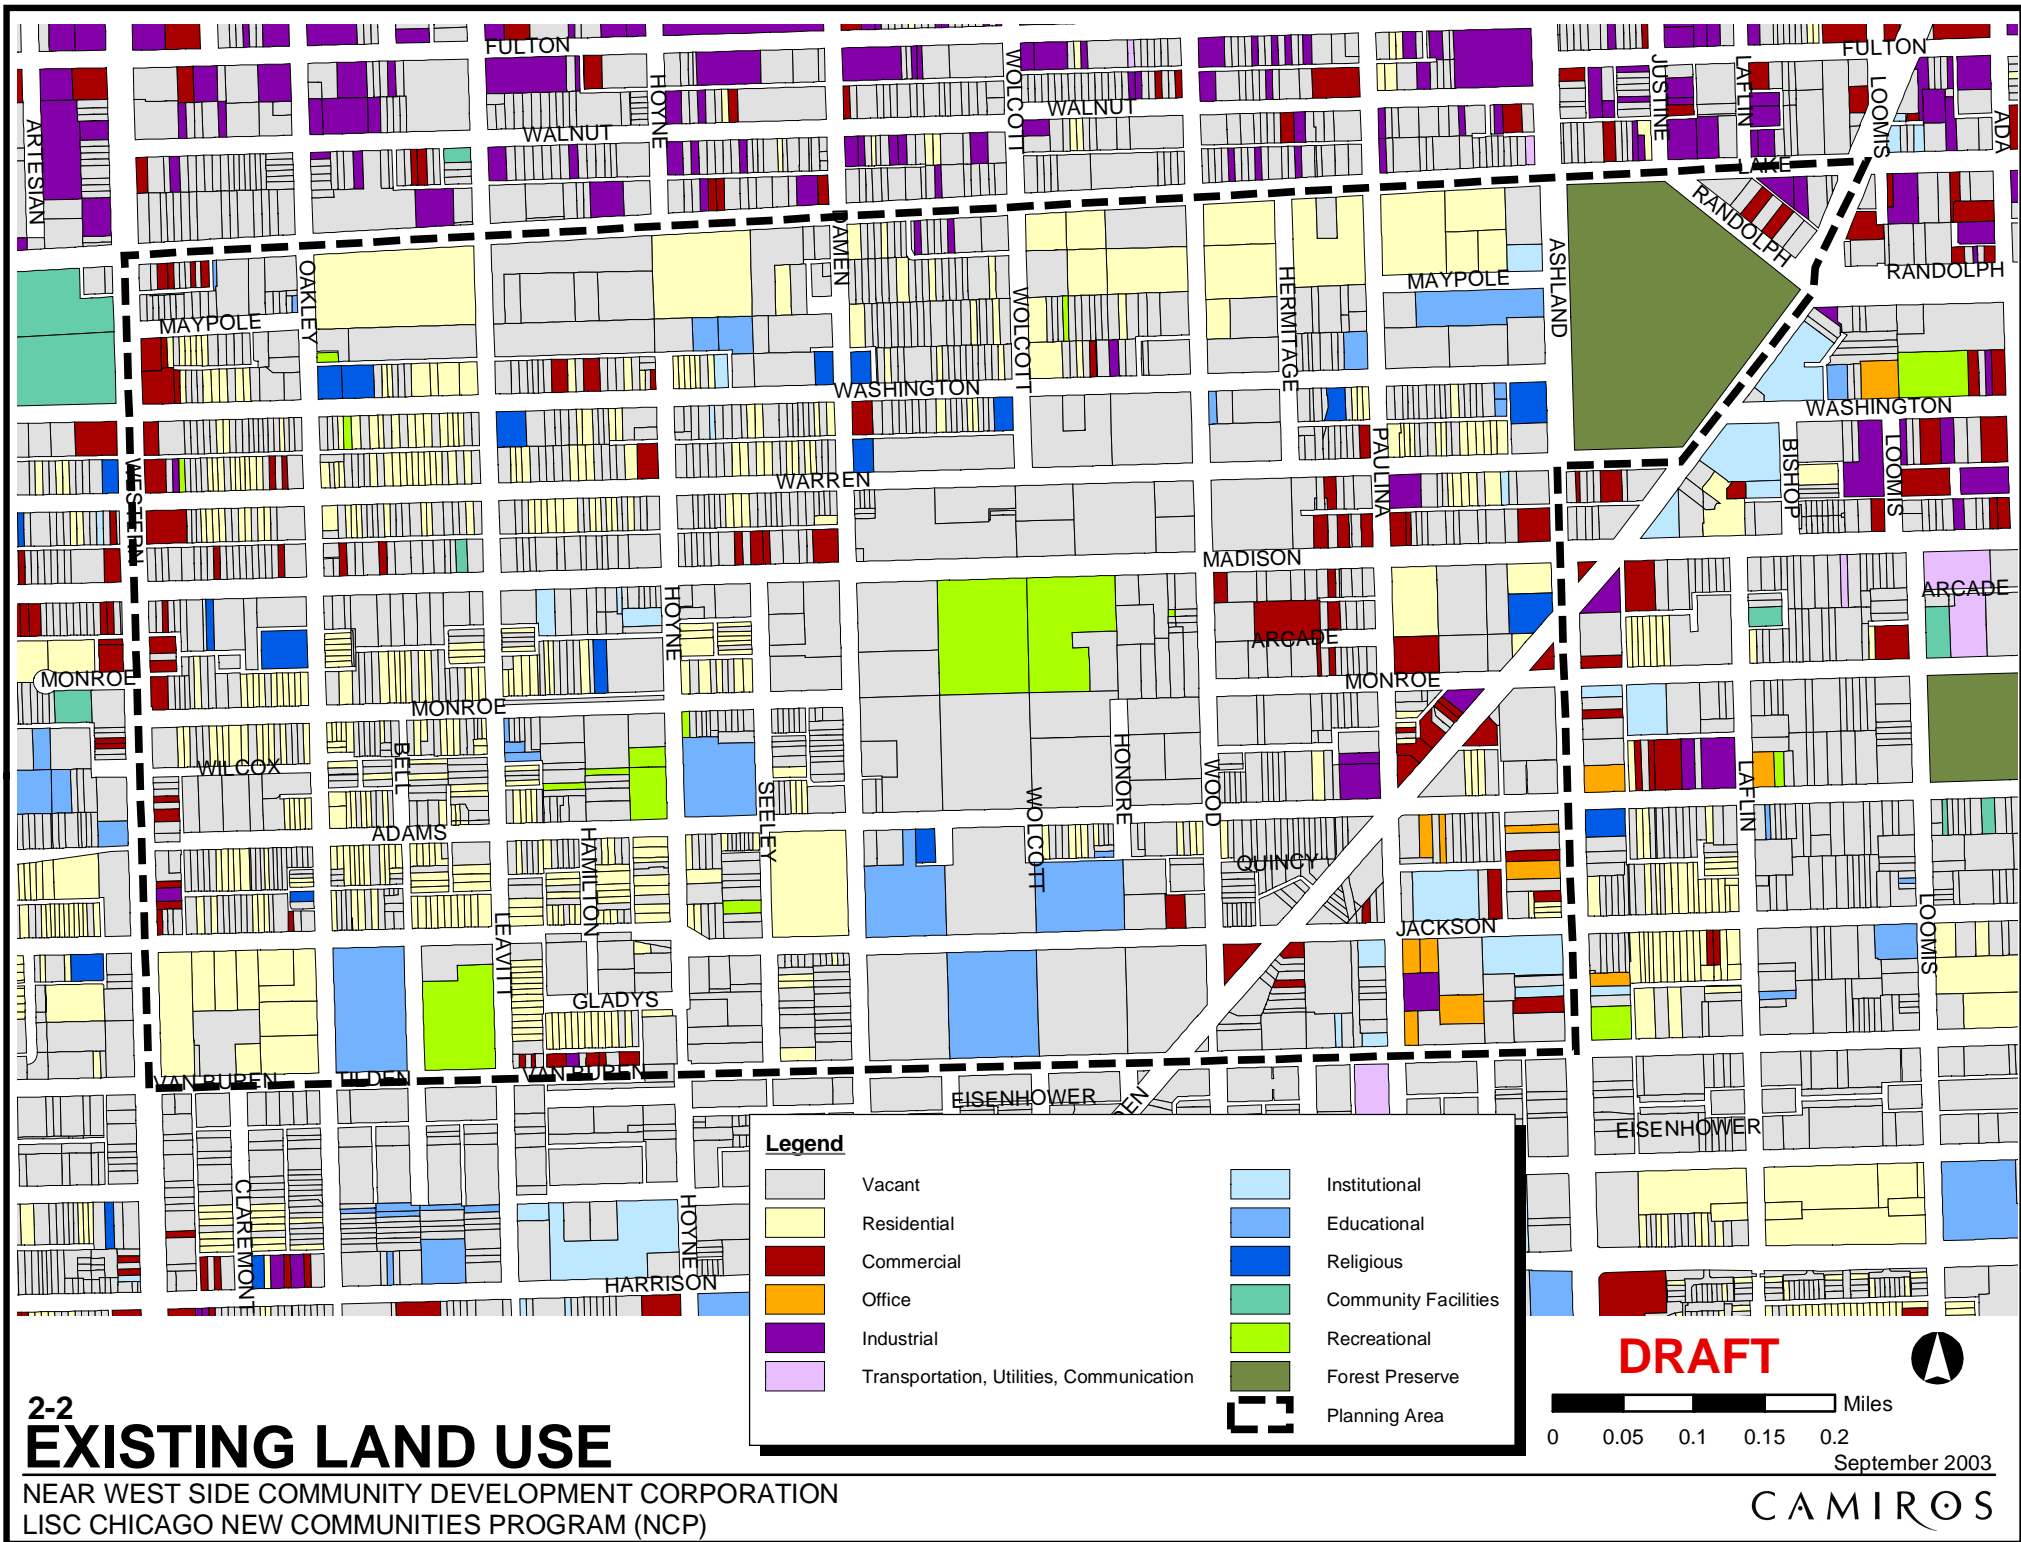 FULTON
FULTON
HOYNE
WOLCOTT
JUSTINE
LAFLIN
LOOMIS
WALNUT
WALNUT
ARTESIAN
ADA
LAKE
RANDOLPH
DAMEN
OAKLEY
HERMITAGE
ASHLAND
RANDOLPH
MAYPOLE
MAYPOLE
WOLCOTT
WASHINGTON
WASHINGTON
PAULINA
BISHOP
LOOMIS
WESTERN
WARREN
MADISON
ARCADE
HOYNE
ARCADE
MONROE
MONROE
MONROE
BELL
WILCOX
HONORE
WOOD
LAFLIN
SEELEY
WOLCOTT
ADAMS
HAMILTON
QUINCY
LEAVITT
JACKSON
LOOMIS
GLADYS
VAN BUREN
VAN BUREN
EISENHOWER
EISENHOWER
CLAREMONT
HOYNE
HARRISON
Legend
Vacant
Residential
Commercial
Office
Industrial
Transportation, Utilities, Communication
Institutional
Educational
Religious
Community Facilities
Recreational
Forest Preserve
Planning Area
DRAFT
Miles
0 0.05 0.1 0.15 0.2
September 2003
2-2
EXISTING LAND USE
NEAR WEST SIDE COMMUNITY DEVELOPMENT CORPORATION
LISC CHICAGO NEW COMMUNITIES PROGRAM (NCP)
CAMIROS